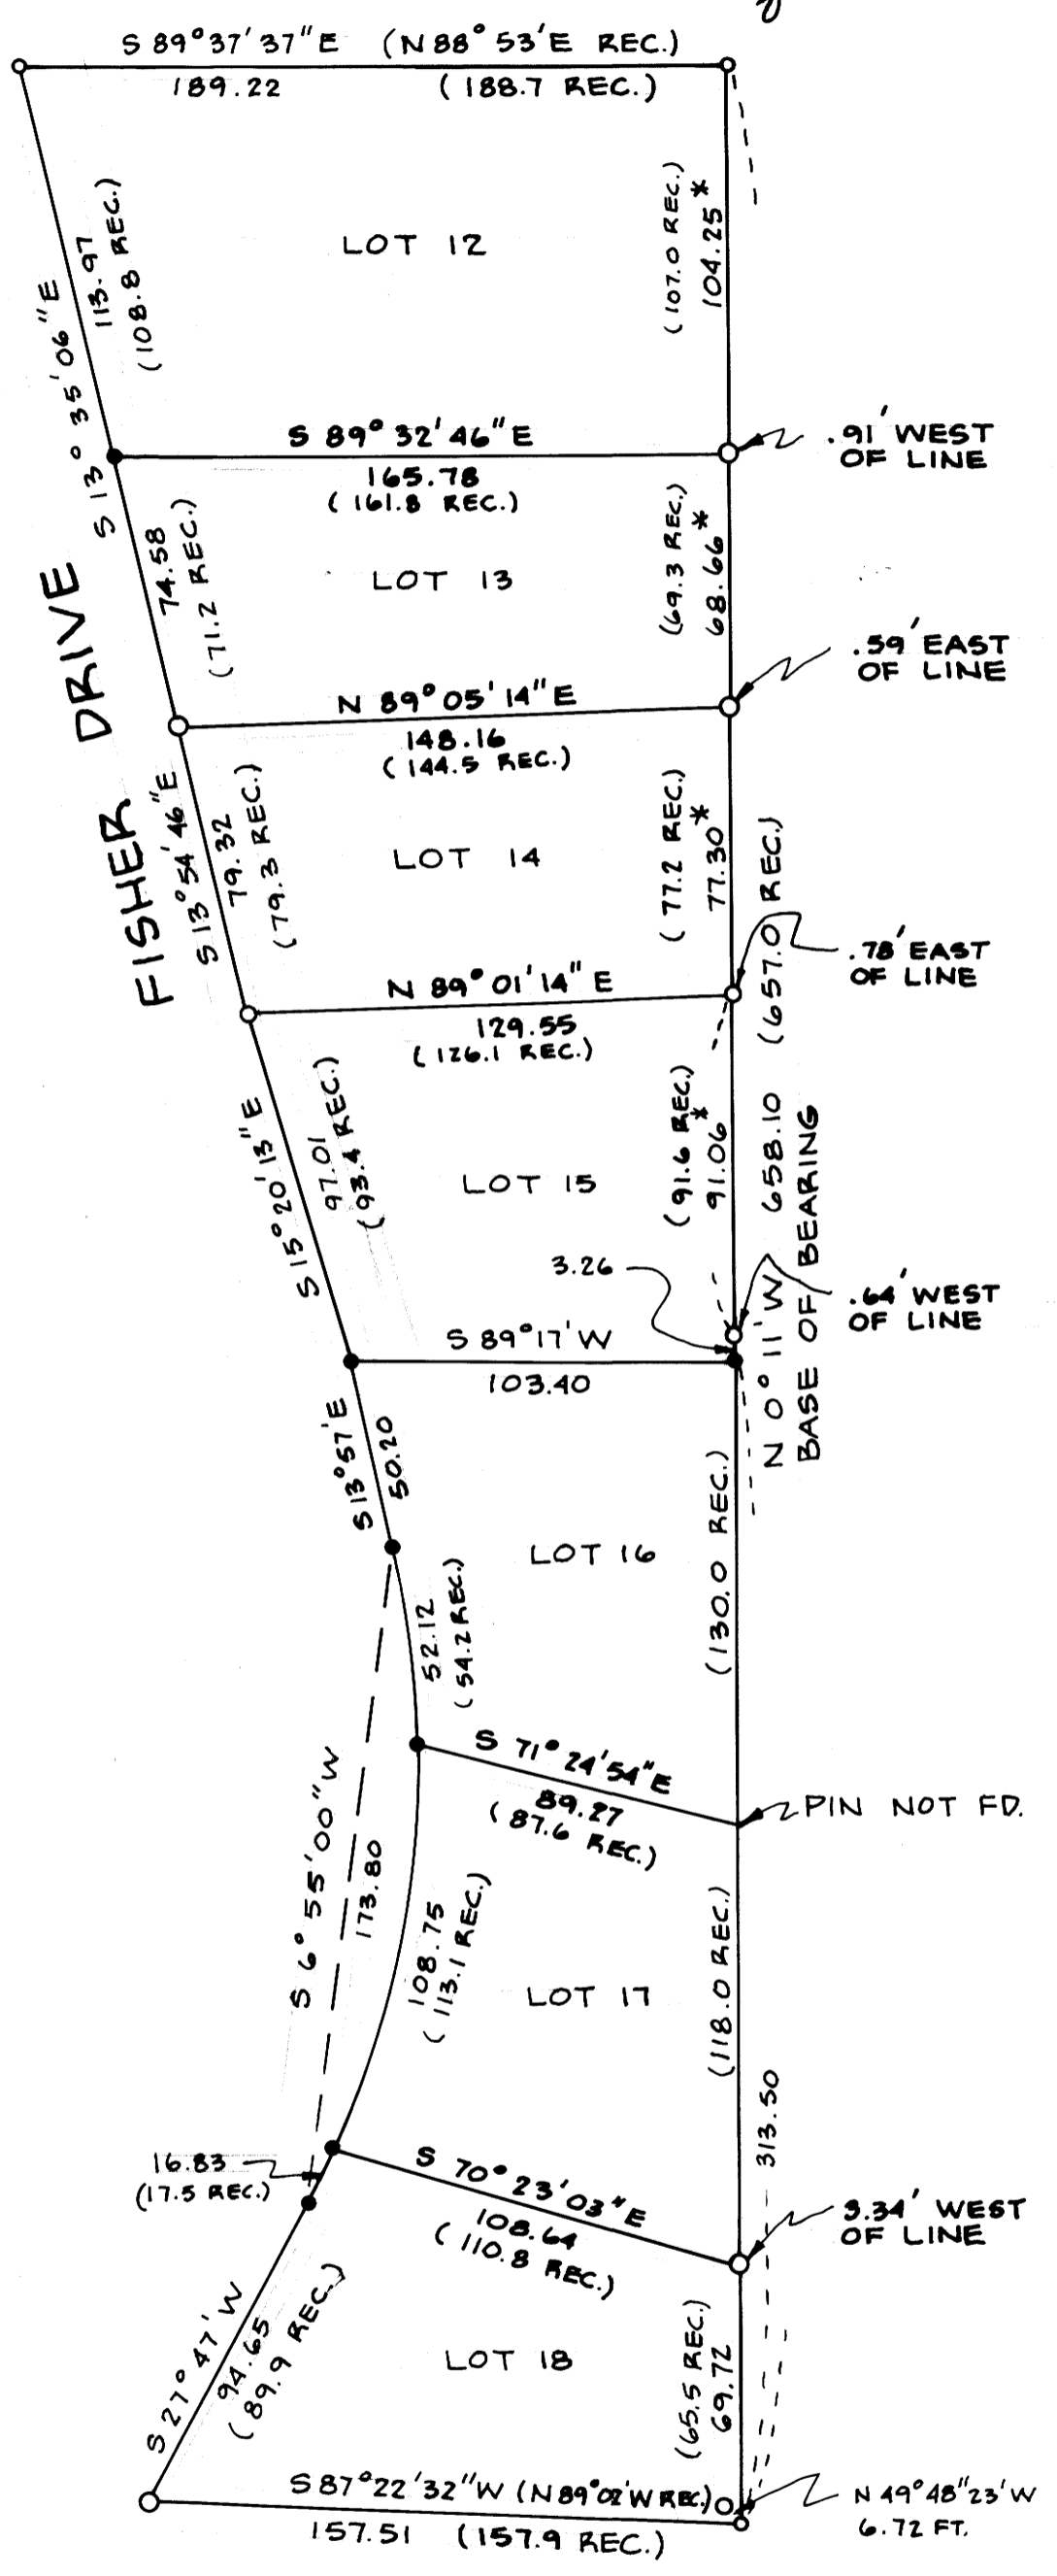 S 89° 37' 37" E (N 88° 53' E REC.)
189.22 (188.7 REC.)
S 13° 35' 06" E
113.97
(108.8 REC.)
LOT 12
(107.0 REC.)
104.25*
S 89° 32' 46" E
165.78
(161.8 REC.)
.91' WEST
OF LINE
FISHER DRIVE
74.58
(71.2 REC.)
LOT 13
(69.3 REC.)
68.66*
.59' EAST
OF LINE
N 89° 05' 14" E
148.16
(144.5 REC.)
S 13° 54' 46" E
79.32
(79.3 REC.)
LOT 14
(77.2 REC.)
77.30*
.78' EAST
OF LINE
N 89° 01' 14" E
129.55
(126.1 REC.)
N 0° 11' W 658.10 (657.0 REC.)
BASE OF BEARING
S 15° 20' 13" E
97.01
(93.4 REC.)
LOT 15
(91.6 REC.)
91.06*
3.26
.64' WEST
OF LINE
S 89° 17' W
103.40
S 13° 57' E
50.20
LOT 16
(130.0 REC.)
52.12
(54.2 REC.)
S 71° 24' 54" E
89.27
(87.6 REC.)
PIN NOT FD.
S 6° 55' 00" W
173.80
108.75
(113.1 REC.)
LOT 17
(118.0 REC.)
313.50
16.83
(17.5 REC.)
S 70° 23' 03" E
108.64
(110.8 REC.)
3.34' WEST
OF LINE
S 27° 47' W
94.65
(89.9 REC.)
LOT 18
(65.5 REC.)
69.72
S 87° 22' 32" W (N 89° 02' W REC.)
157.51 (157.9 REC.)
N 49° 48" 23' W
6.72 FT.